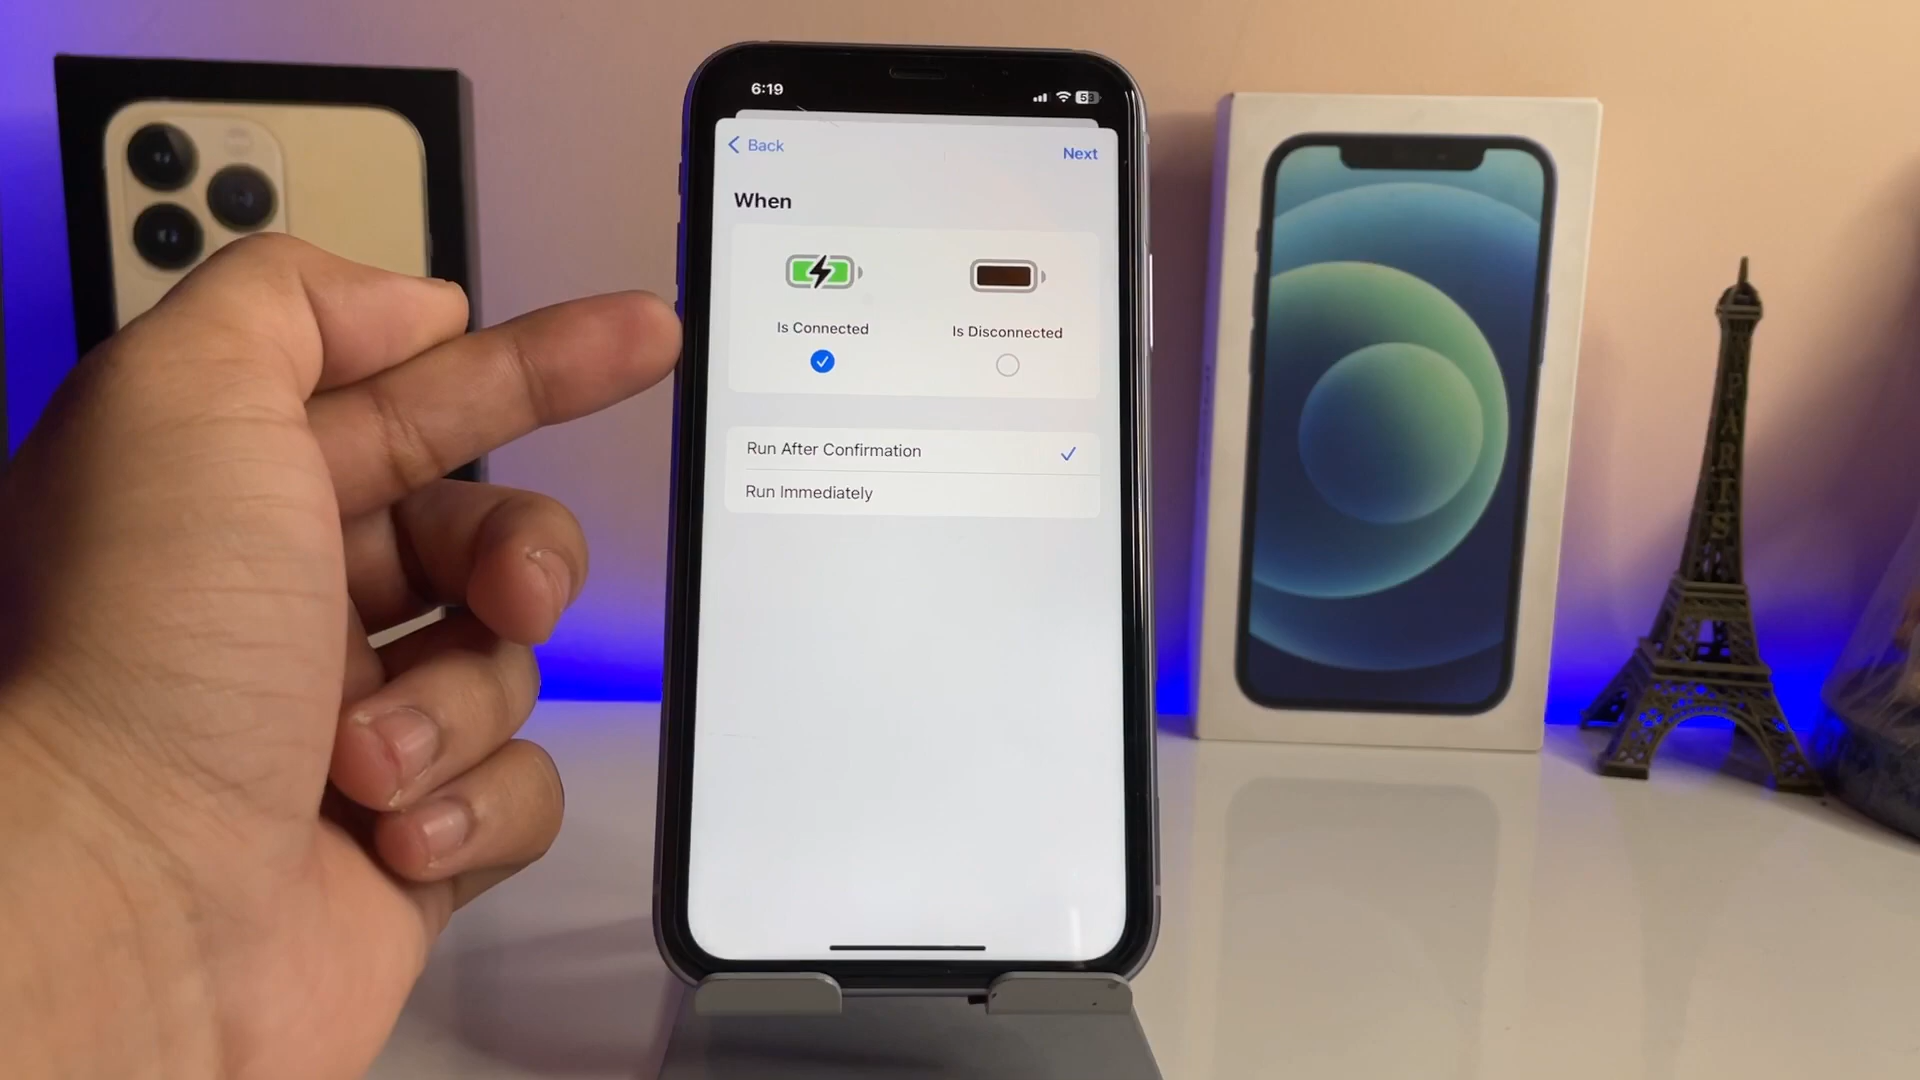 6:19
Back
Next
When
Is Connected
Is Disconnected
Run After Confirmation
Run Immediately
PARIS